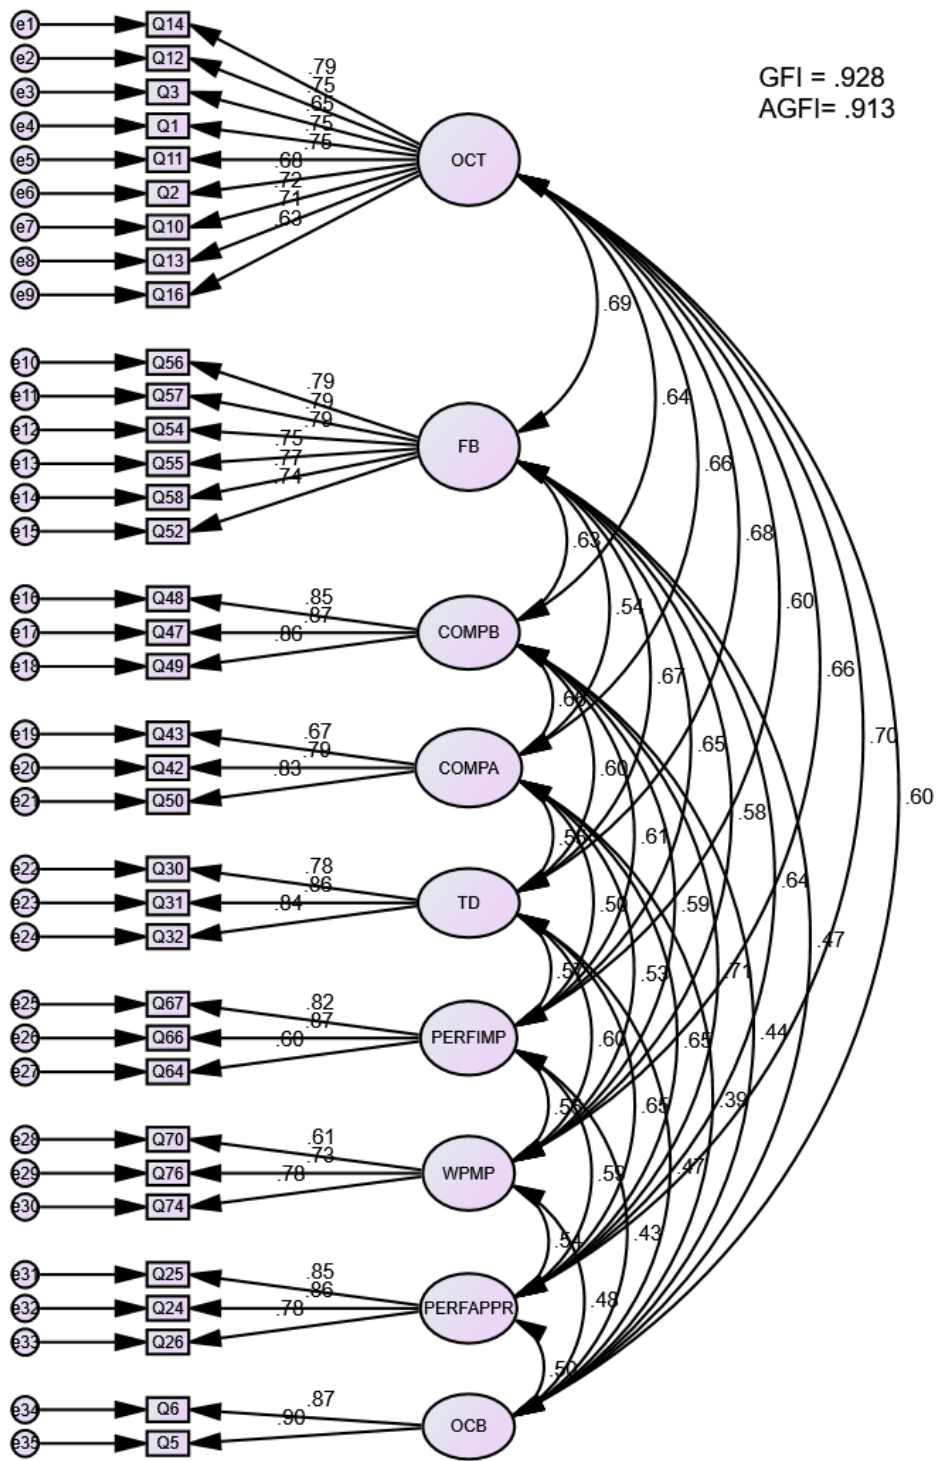 e1 Q14
e2 Q12
e3 Q3
e4 Q1
e5 Q11
e6 Q2
e7 Q10
e8 Q13
e9 Q16
.79
.75
.65
.75
.75
.68
.72
.71
.63
OCT
GFI = .928
AGFI= .913
e10 Q56
e11 Q57
e12 Q54
e13 Q55
e14 Q58
e15 Q52
.79
.79
.79
.75
.77
.74
FB
e16 Q48
e17 Q47
e18 Q49
.85
.87
.86
COMPB
e19 Q43
e20 Q42
e21 Q50
.67
.79
.83
COMPA
e22 Q30
e23 Q31
e24 Q32
.78
.86
.84
TD
e25 Q67
e26 Q66
e27 Q64
.82
.87
.60
PERFIMP
e28 Q70
e29 Q76
e30 Q74
.61
.73
.78
WPMP
e31 Q25
e32 Q24
e33 Q26
.85
.86
.78
PERFAPPR
e34 Q6
e35 Q5
.87
.90
OCB
.69
.64
.66
.68
.60
.66
.70
.60
.63
.54
.67
.65
.58
.64
.47
.60
.61
.59
.71
.44
.50
.53
.65
.39
.57
.60
.65
.47
.59
.43
.54
.48
.50